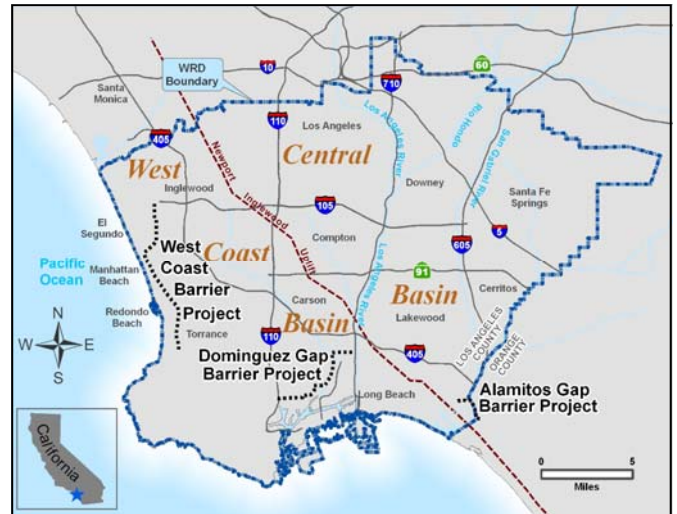 60
10
WRD
Boundary
710
Santa
Monica
Los Angeles River
Rio Hondo
San Gabriel River
110
Los Angeles
405
West
Central
Newport
Inglewood
Uplift
Inglewood
Downey
Santa Fe
Springs
105
El
Segundo
Compton
605
5
West
Coast
Barrier
Project
Coast
Pacific
Ocean
Manhattan
Beach
91
Los Angeles River
Basin
Cerritos
Carson
Basin
Lakewood
Redondo
Beach
Torrance
110
405
LOS ANGELES
COUNTY
ORANGE
COUNTY
N
W
E
S
Dominguez Gap
Barrier Project
Long Beach
Alamitos Gap
Barrier Project
California
0
5
Miles